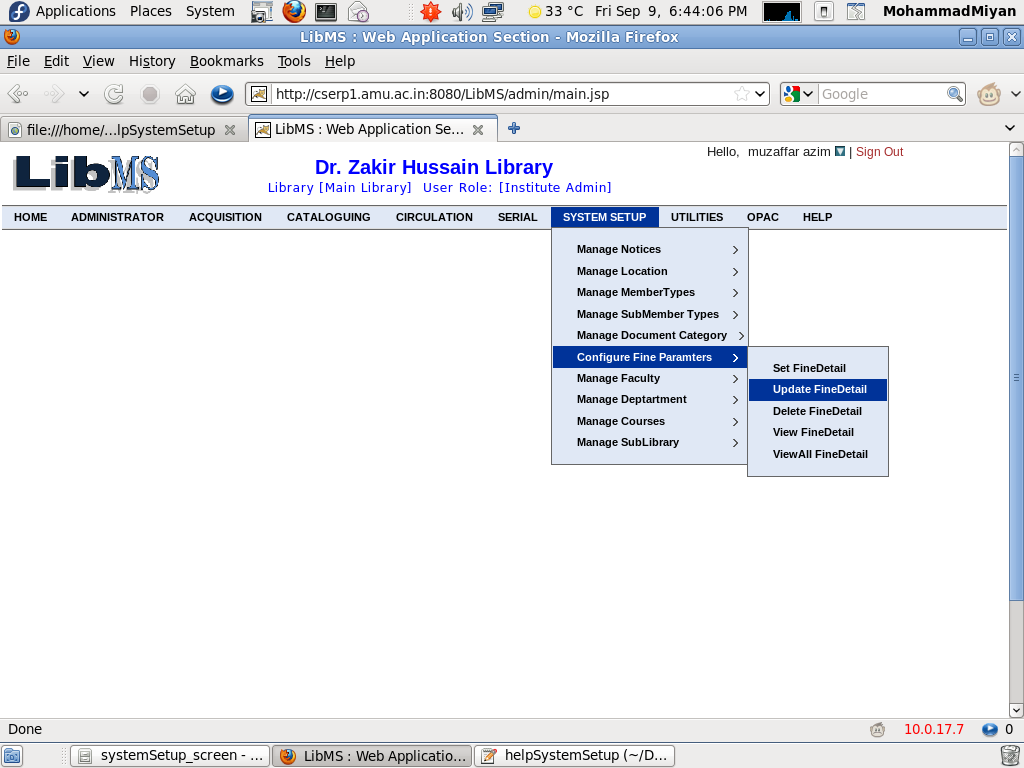 Applications Places System 33 °C Fri Sep 9, 6:44:06 PM MohammadMiyan
LibMS : Web Application Section - Mozilla Firefox
File Edit View History Bookmarks Tools Help
http://cserp1.amu.ac.in:8080/LibMS/admin/main.jsp Google
file:///home/...lpSystemSetup LibMS : Web Application Se...
LibMS
Dr. Zakir Hussain Library
Library [Main Library] User Role: [Institute Admin]
Hello, muzaffar azim | Sign Out
HOME ADMINISTRATOR ACQUISITION CATALOGUING CIRCULATION SERIAL SYSTEM SETUP UTILITIES OPAC HELP
Manage Notices
Manage Location
Manage MemberTypes
Manage SubMember Types
Manage Document Category
Configure Fine Paramters
Manage Faculty
Manage Deptartment
Manage Courses
Manage SubLibrary
Set FineDetail
Update FineDetail
Delete FineDetail
View FineDetail
ViewAll FineDetail
Done 10.0.17.7 0
systemSetup_screen - ... LibMS : Web Applicatio... helpSystemSetup (~/D...